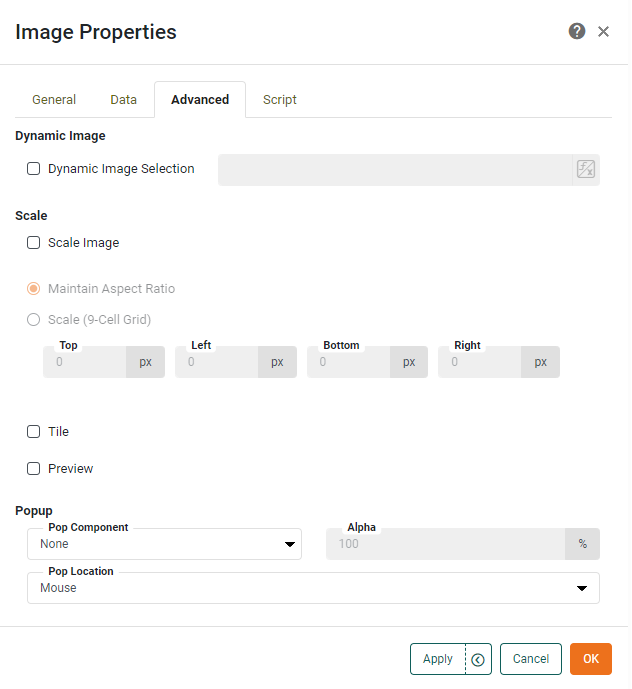 Image Properties
General Data Advanced Script
Dynamic Image
Dynamic Image Selection
Scale
Scale Image
Maintain Aspect Ratio
Scale (9-Cell Grid)
Top Left Bottom Right
0 px 0 px 0 px 0 px
Tile
Preview
Popup
Pop Component Alpha
None 100 %
Pop Location
Mouse
Apply Cancel OK